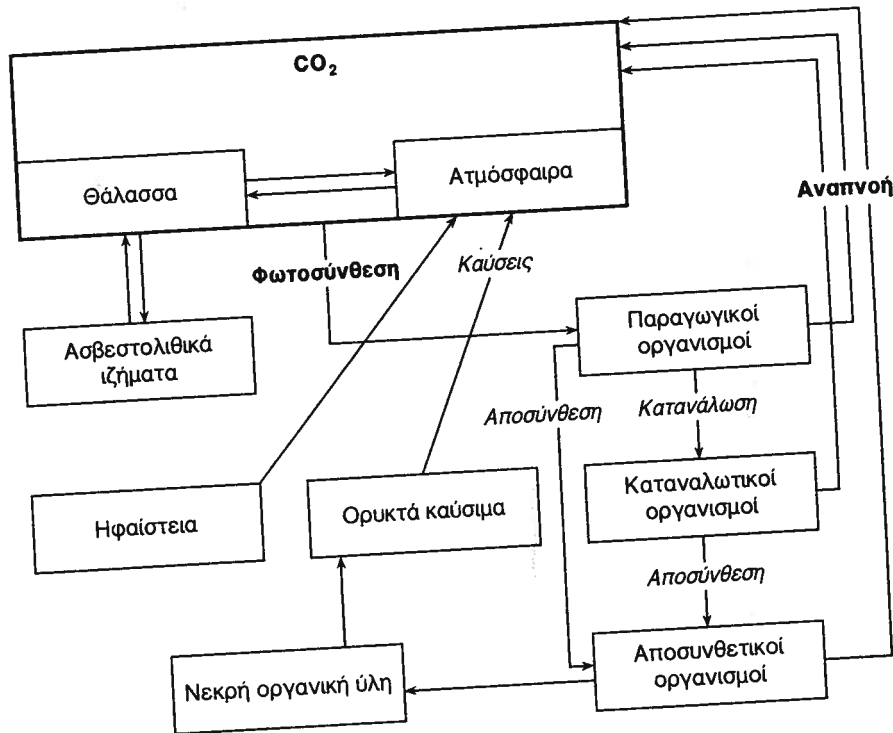 CO₂
Θάλασσα
Ατμόσφαιρα
Αναπνοή
Φωτοσύνθεση
Καύσεις
Ασβεστολιθικά
ιζήματα
Παραγωγικοί
οργανισμοί
Αποσύνθεση
Κατανάλωση
Ηφαίστεια
Ορυκτά καύσιμα
Καταναλωτικοί
οργανισμοί
Αποσύνθεση
Νεκρή οργανική ύλη
Αποσυνθετικοί
οργανισμοί